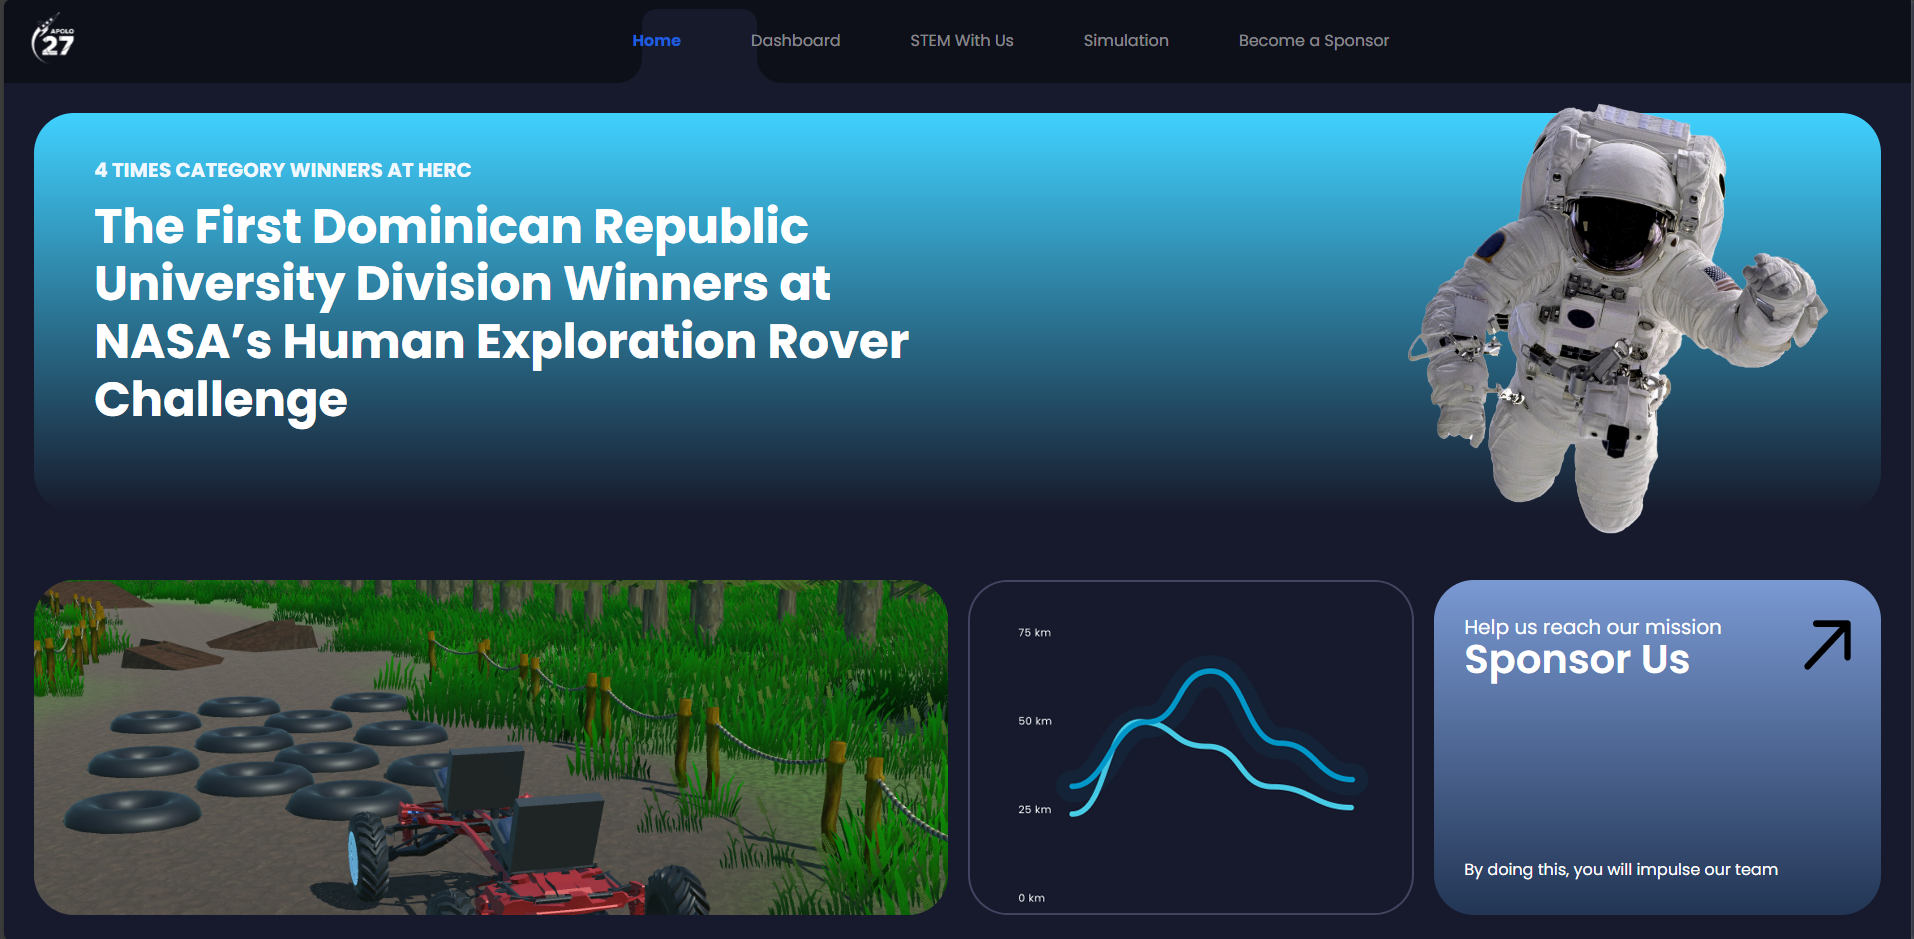 APOLO
27
Home
Dashboard
STEM With Us
Simulation
Become a Sponsor
4 TIMES CATEGORY WINNERS AT HERC
The First Dominican Republic
University Division Winners at
NASA’s Human Exploration Rover
Challenge
75 km
50 km
25 km
0 km
Help us reach our mission
Sponsor Us
By doing this, you will impulse our team